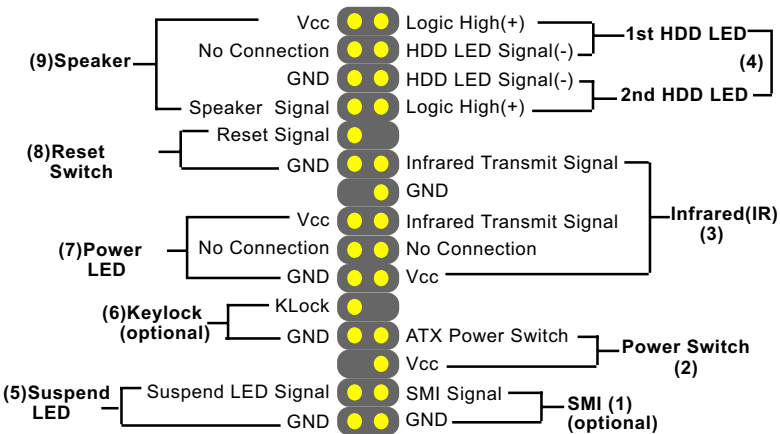 Vcc
Logic High(+)
1st HDD LED
No Connection
HDD LED Signal(-)
(9)Speaker
(4)
GND
HDD LED Signal(-)
2nd HDD LED
Speaker Signal
Logic High(+)
Reset Signal
(8)Reset
Switch
GND
Infrared Transmit Signal
GND
Vcc
Infrared Transmit Signal
Infrared(IR)
(3)
(7)Power
LED
No Connection
No Connection
GND
Vcc
KLock
(6)Keylock
(optional)
GND
ATX Power Switch
Power Switch
(2)
Vcc
(5)Suspend
LED
Suspend LED Signal
SMI Signal
SMI (1)
(optional)
GND
GND